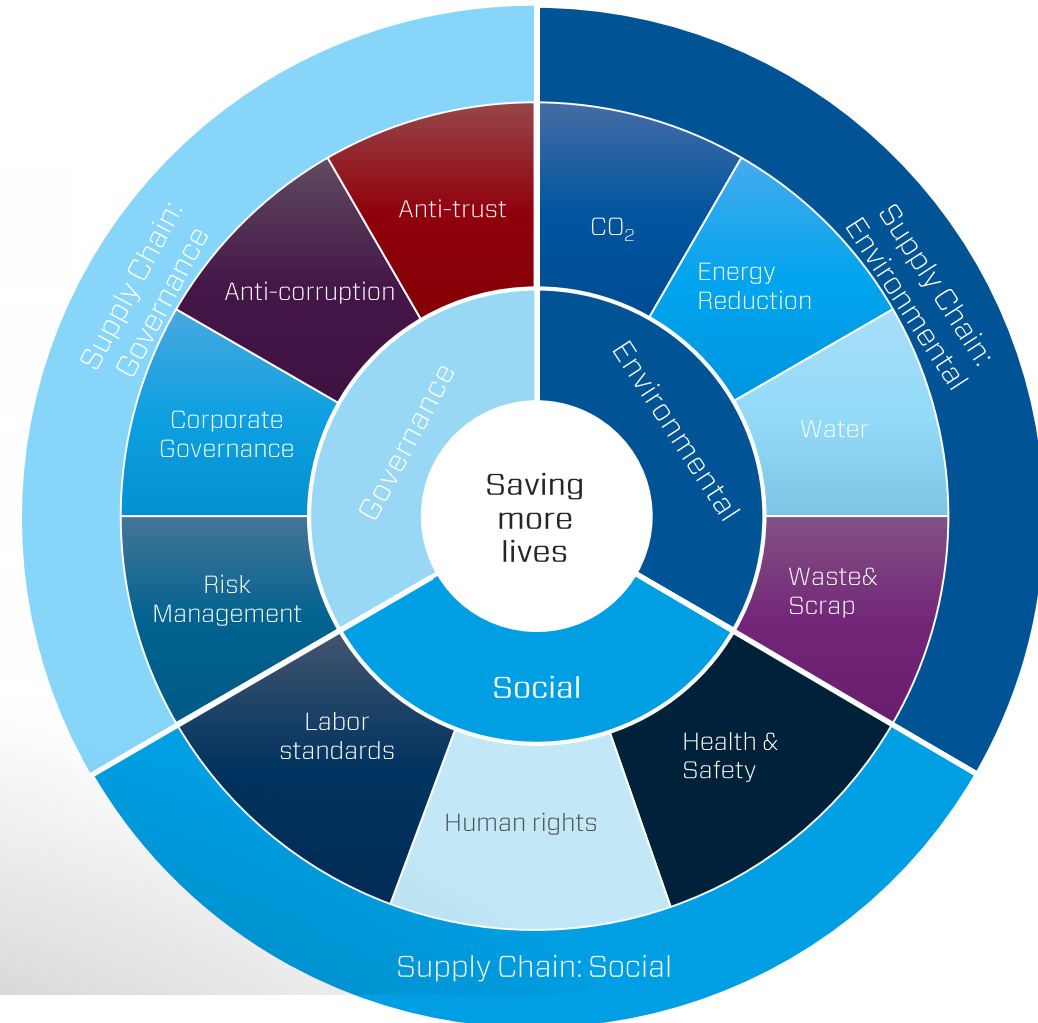 Supply Chain:
Governance
Supply Chain:
Environmental
Anti-trust
CO₂
Anti-corruption
Energy
Reduction
Corporate
Governance
Water
Risk
Management
Waste&
Scrap
Governance
Environmental
Saving
more
lives
Social
Labor
standards
Human rights
Health &
Safety
Supply Chain: Social